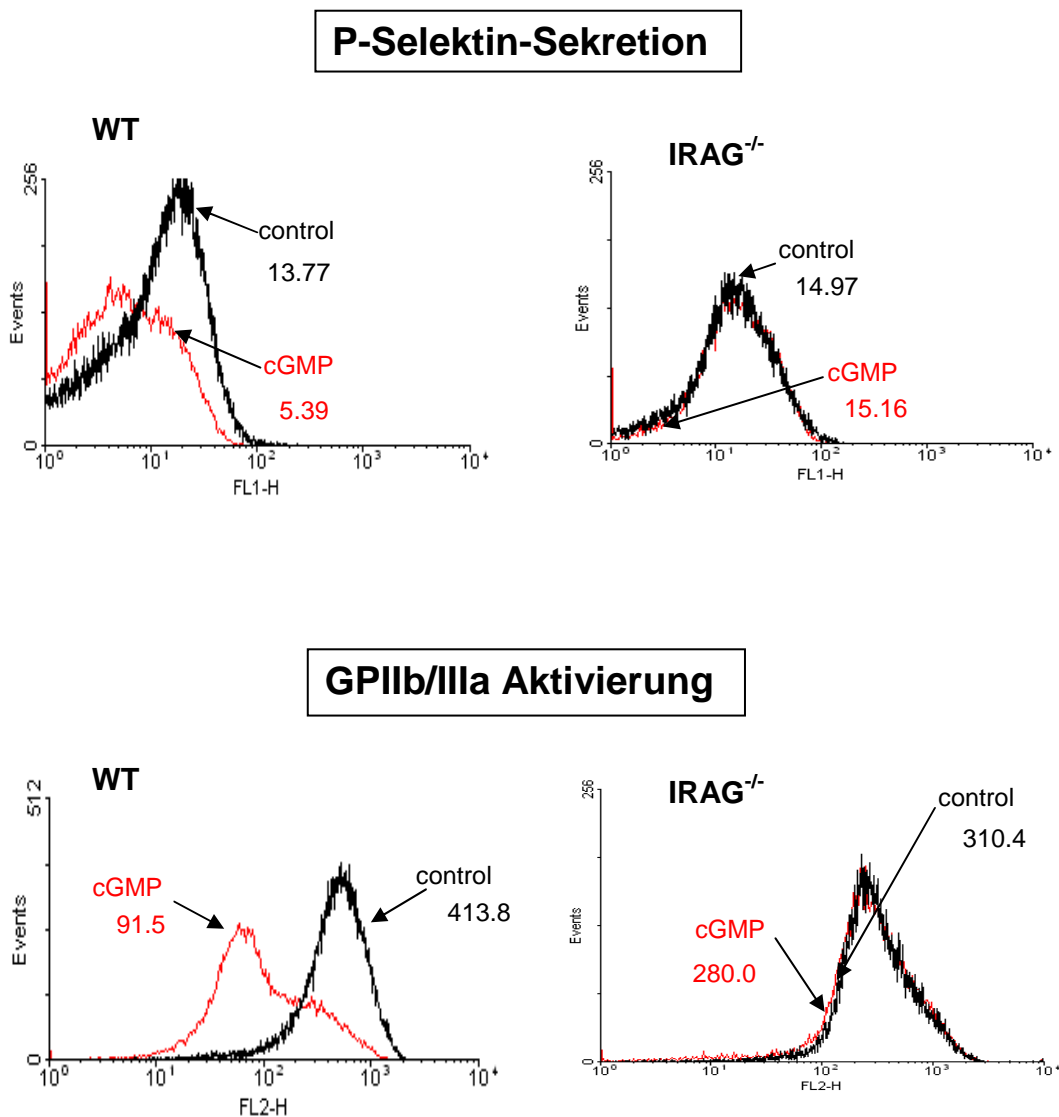 P-Selektin-Sekretion
WT
256
Events
0
control
13.77
cGMP
5.39
10⁰ 10¹ 10² 10³ 10⁴
FL1-H
IRAG⁻/⁻
256
Events
0
control
14.97
cGMP
15.16
10⁰ 10¹ 10² 10³ 10⁴
FL1-H
GPIIb/IIIa Aktivierung
WT
512
Events
0
cGMP
91.5
control
413.8
10⁰ 10¹ 10² 10³ 10⁴
FL2-H
IRAG⁻/⁻
256
Events
0
control
310.4
cGMP
280.0
10⁰ 10¹ 10² 10³ 10⁴
FL2-H